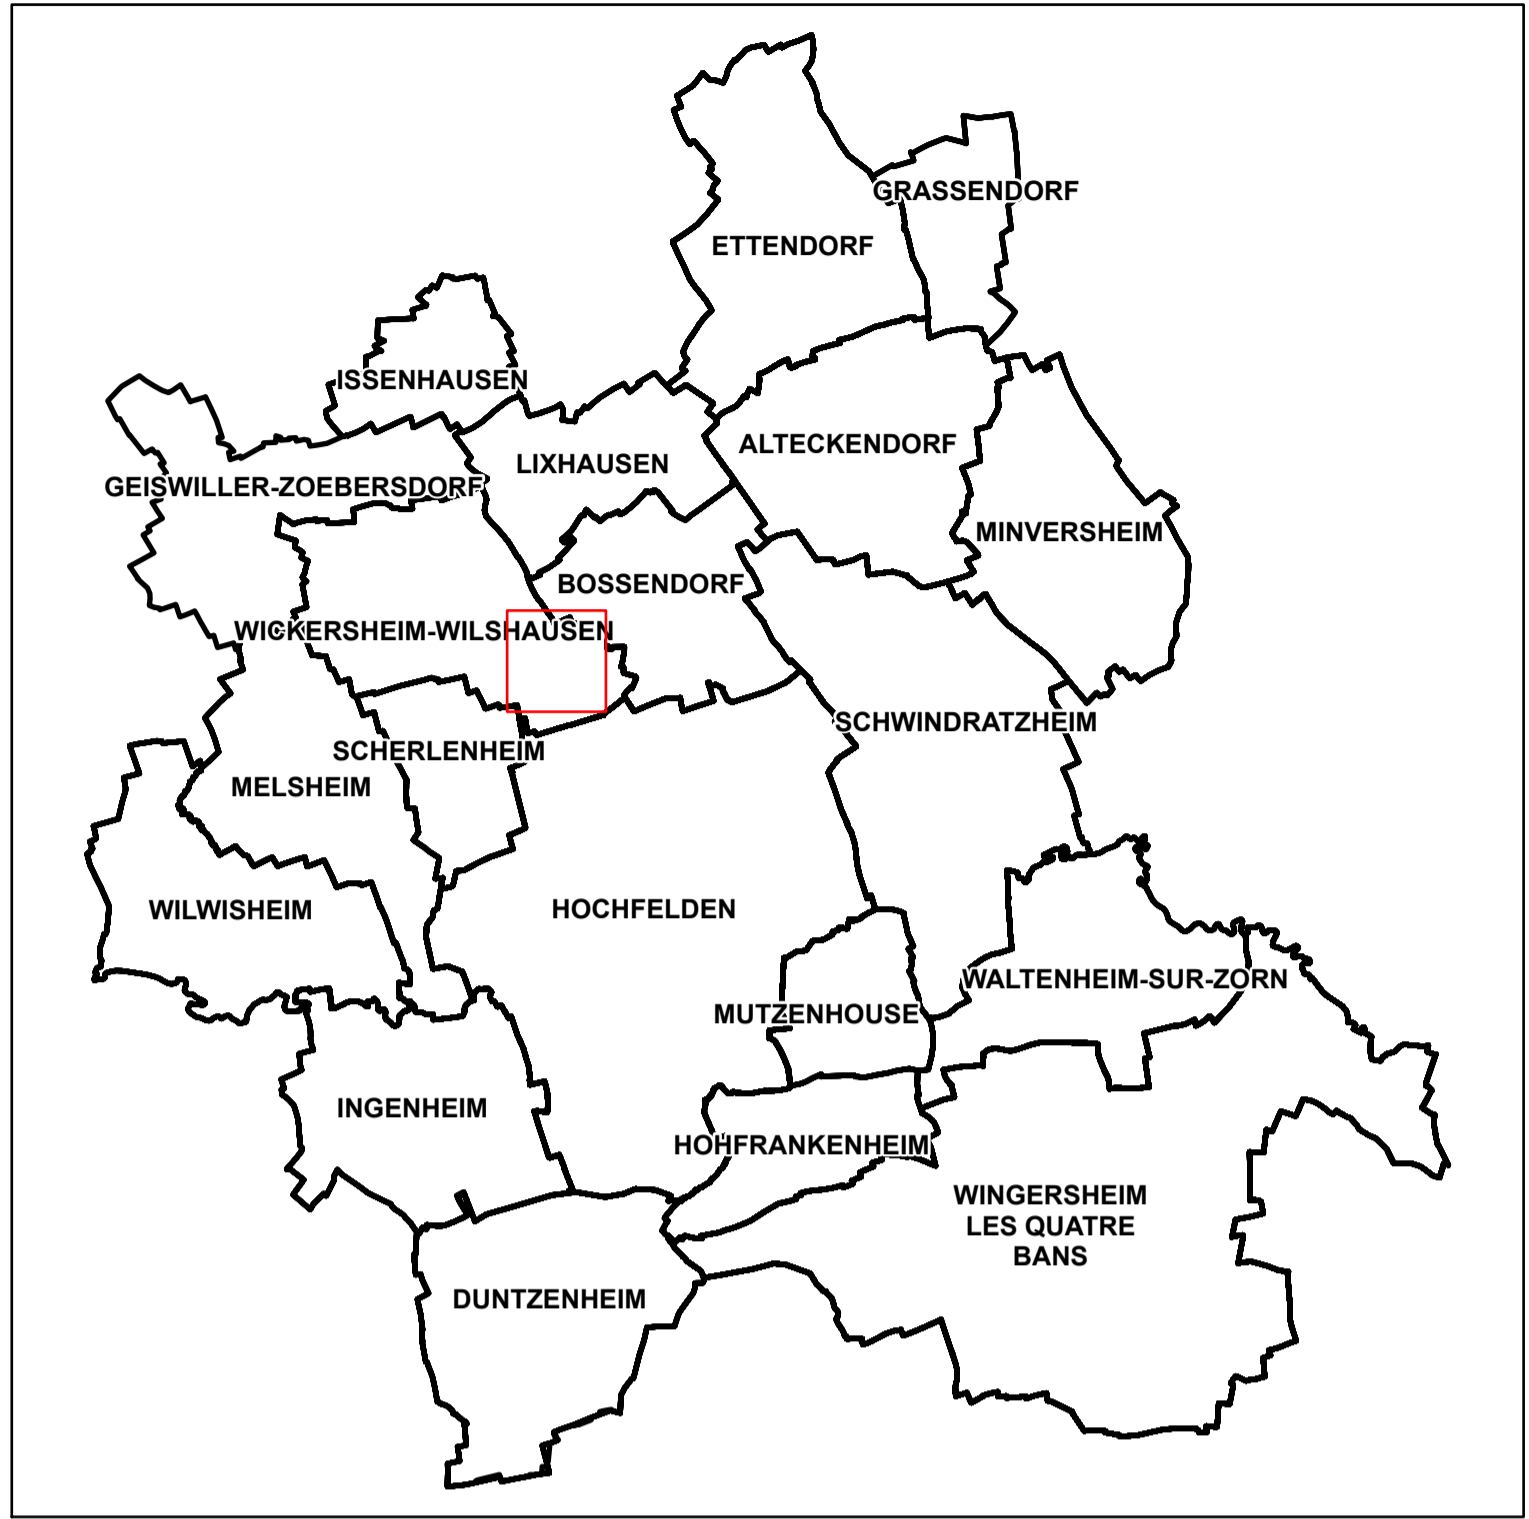 GRASSENDORF
ETTENDORF
ISSENHAUSEN
ALTECKENDORF
LIXHAUSEN
GEISWILLER-ZOEBERSDORF
MINVERSHEIM
BOSSENDORF
WICKERSHEIM-WILSHAUSEN
SCHWINDRATZHEIM
SCHERLENHEIM
MELSHEIM
WILWISHEIM
HOCHFELDEN
WALTENHEIM-SUR-ZORN
MUTZENHOUSE
INGENHEIM
HOHFRANKENHEIM
WINGERSHEIM
LES QUATRE
BANS
DUNTZENHEIM